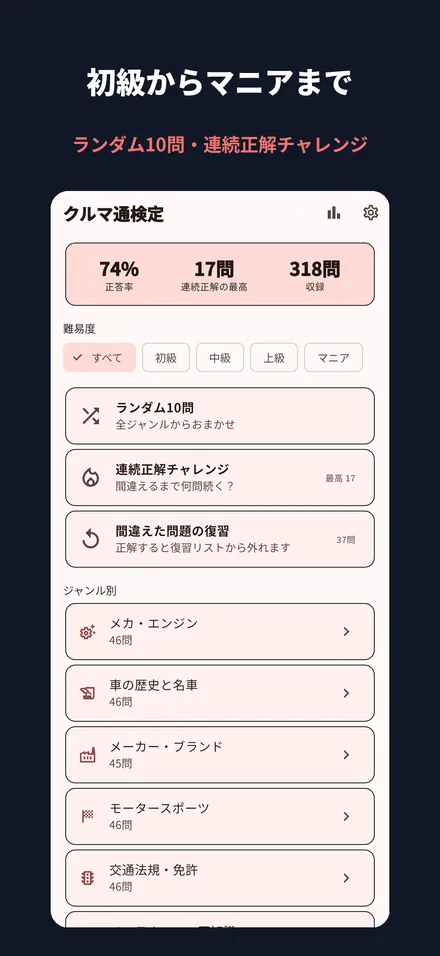 初級からマニアまで
ランダム10問・連続正解チャレンジ
クルマ通検定
74% 17問 318問
正答率 連続正解の最高 収録
難易度
すべて 初級 中級 上級 マニア
ランダム10問
全ジャンルからおまかせ
連続正解チャレンジ
間違えるまで何問続く？ 最高 17
間違えた問題の復習
正解すると復習リストから外れます 37問
ジャンル別
メカ・エンジン
46問
車の歴史と名車
46問
メーカー・ブランド
45問
モータースポーツ
46問
交通法規・免許
46問